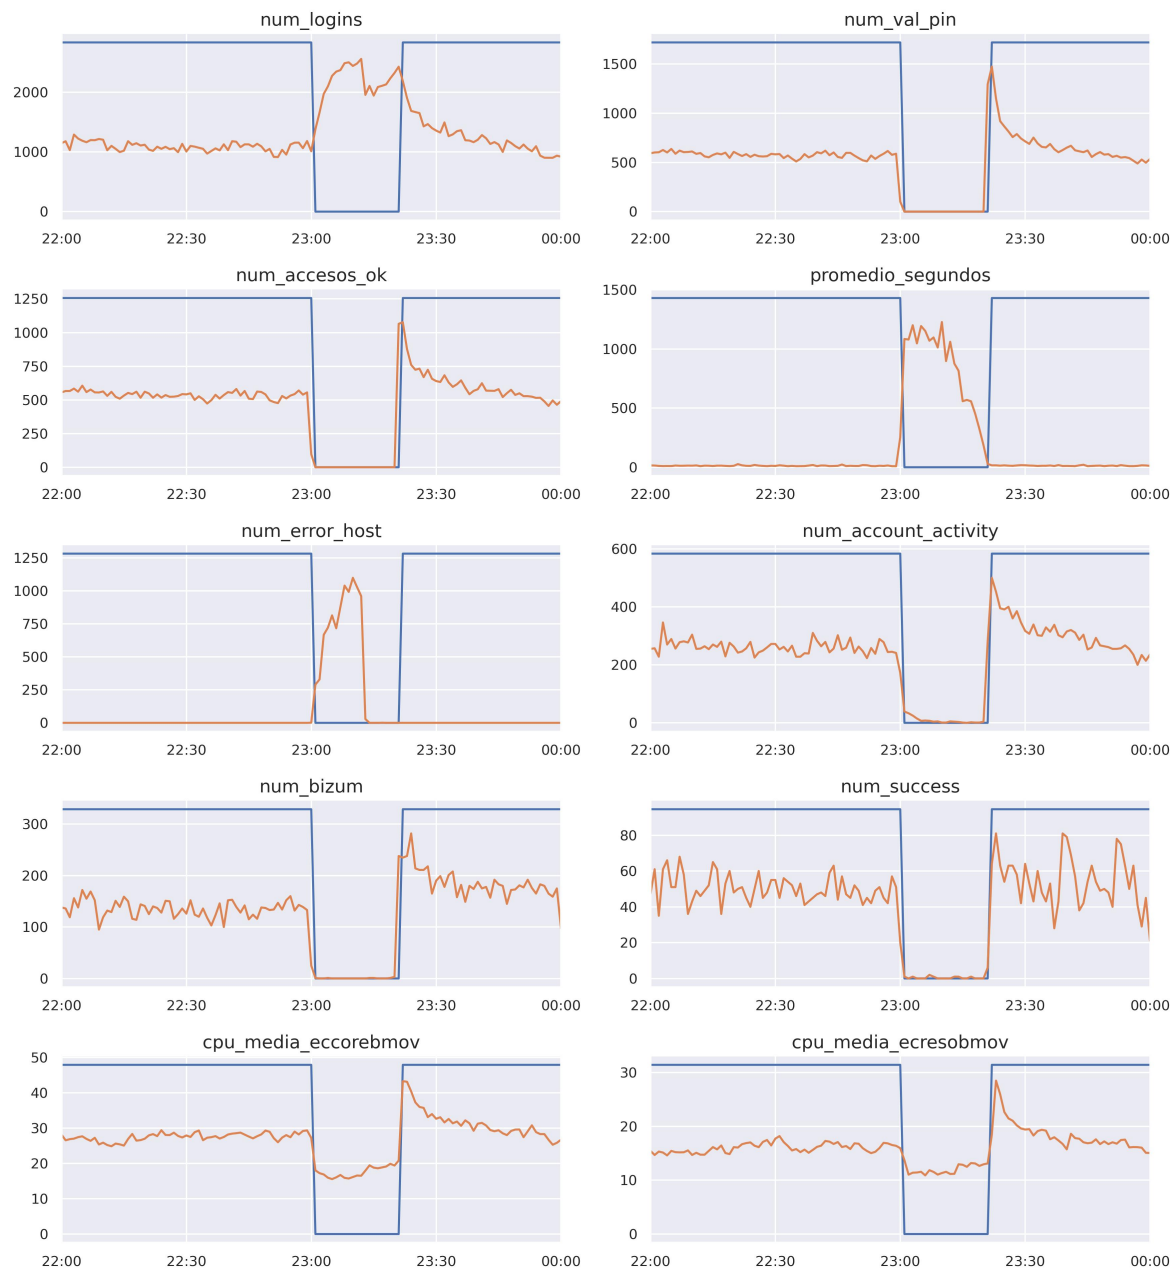 num_logins
2000
1000
0
22:00 22:30 23:00 23:30 00:00
num_val_pin
1500
1000
500
0
22:00 22:30 23:00 23:30 00:00
num_accesos_ok
1250
1000
750
500
250
0
22:00 22:30 23:00 23:30 00:00
promedio_segundos
1500
1000
500
0
22:00 22:30 23:00 23:30 00:00
num_error_host
1250
1000
750
500
250
0
22:00 22:30 23:00 23:30 00:00
num_account_activity
600
400
200
0
22:00 22:30 23:00 23:30 00:00
num_bizum
300
200
100
0
22:00 22:30 23:00 23:30 00:00
num_success
80
60
40
20
0
22:00 22:30 23:00 23:30 00:00
cpu_media_eccorebmov
50
40
30
20
10
0
22:00 22:30 23:00 23:30 00:00
cpu_media_ecresobmov
30
20
10
0
22:00 22:30 23:00 23:30 00:00